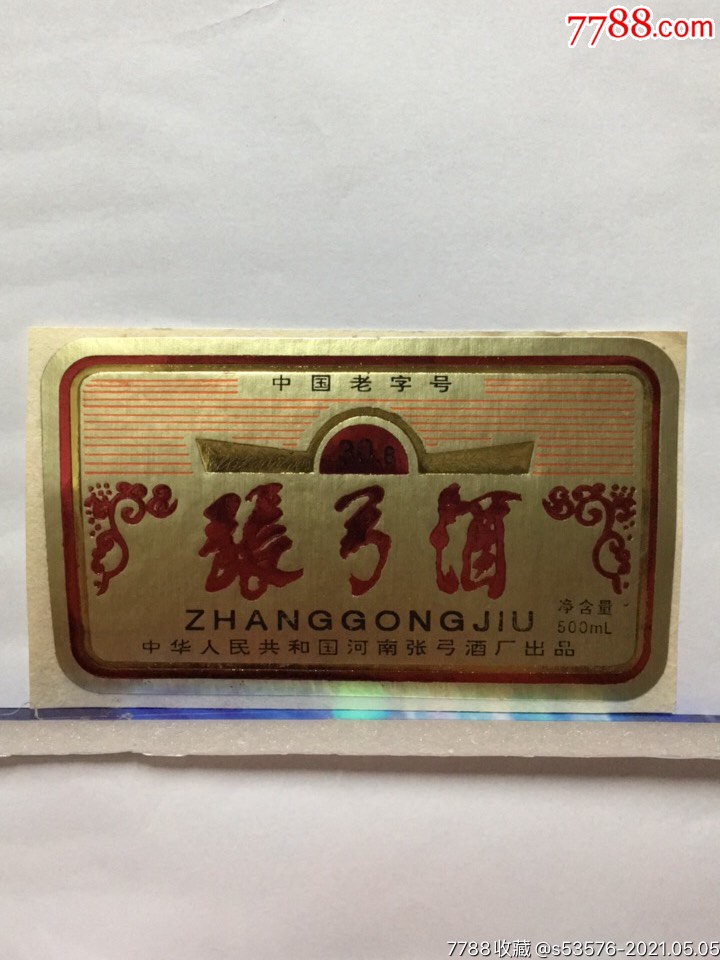 7788.com
中国老字号
張弓酒
ZHANGGONGJIU
净含量
500mL
中华人民共和国河南张弓酒厂出品
7788收藏 @s53576-2021.05.05